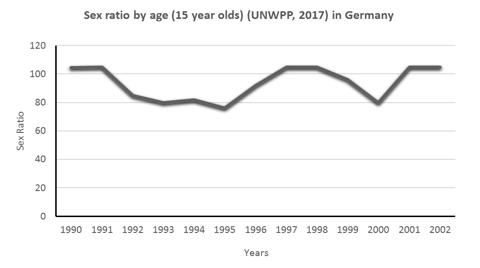 Sex ratio by age (15 year olds) (UNWPP, 2017) in Germany
120
100
80
60
40
20
0
Sex Ratio
1990 1991 1992 1993 1994 1995 1996 1997 1998 1999 2000 2001 2002
Years